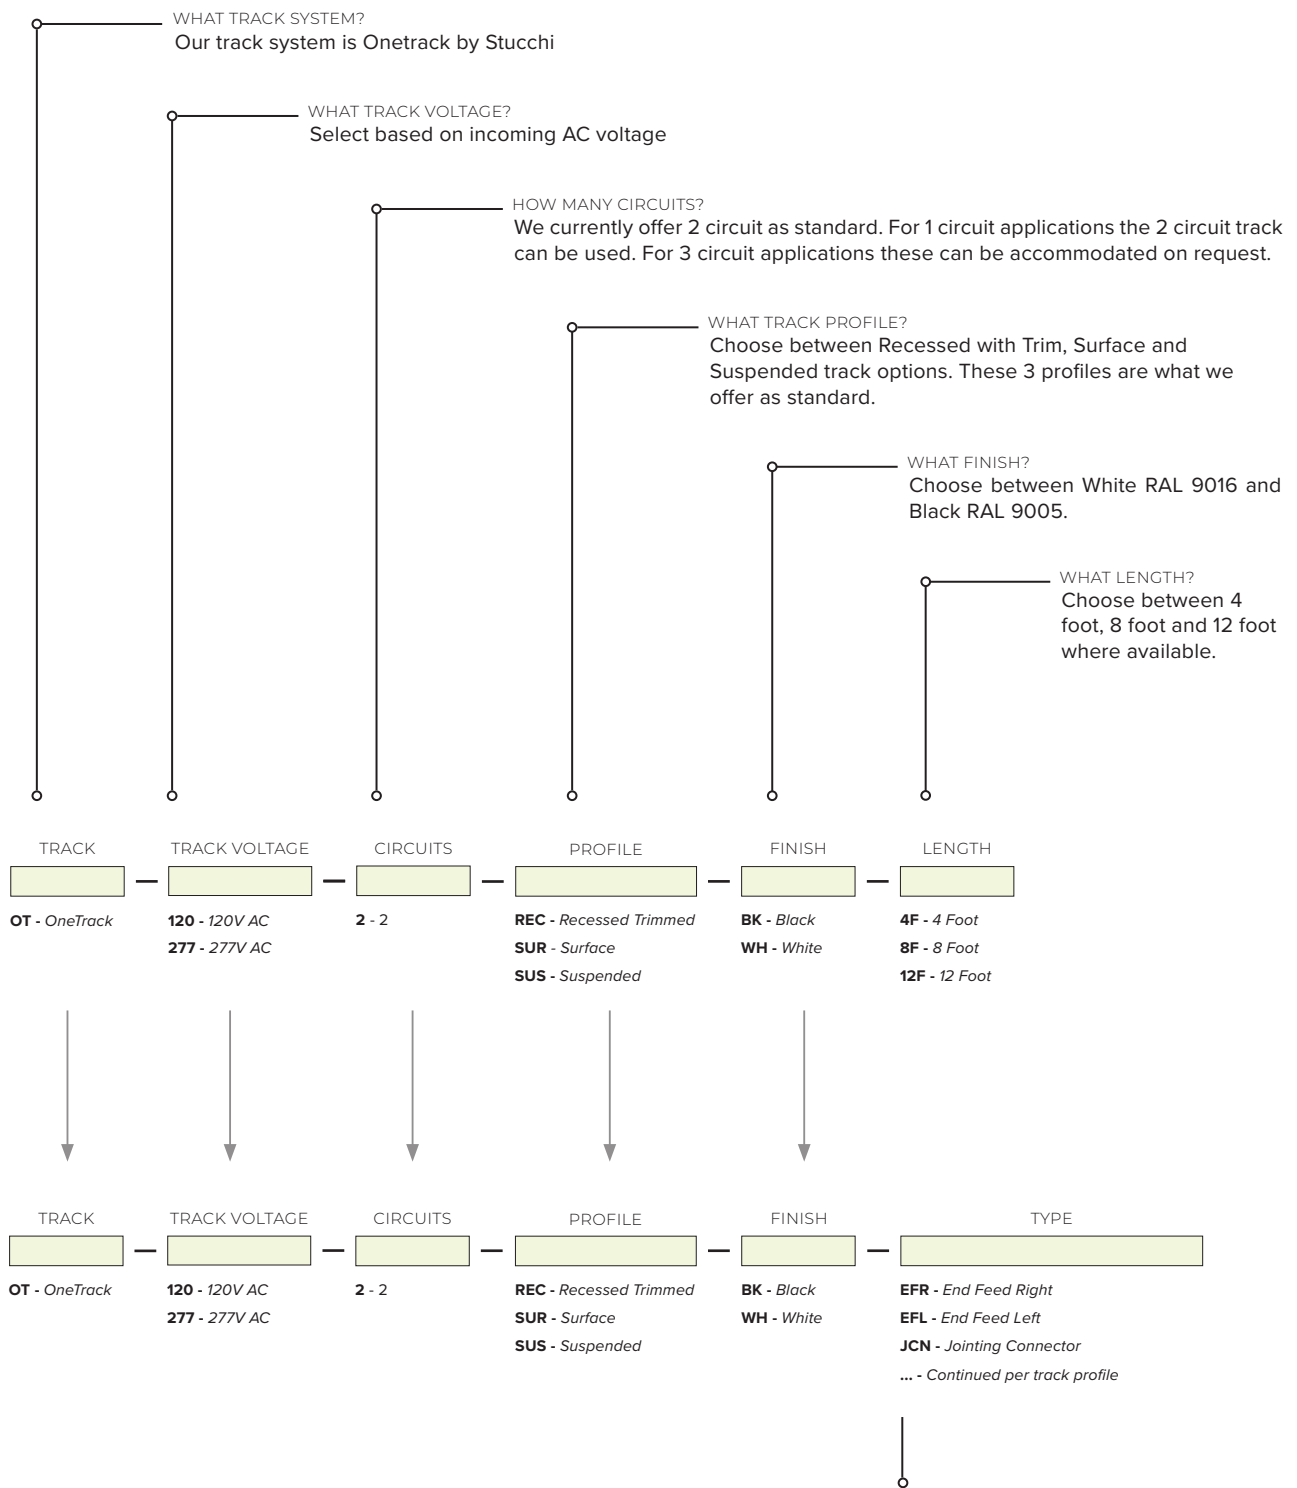 WHAT TRACK SYSTEM?
Our track system is Onetrack by Stucchi
WHAT TRACK VOLTAGE?
Select based on incoming AC voltage
HOW MANY CIRCUITS?
We currently offer 2 circuit as standard. For 1 circuit applications the 2 circuit track
can be used. For 3 circuit applications these can be accommodated on request.
WHAT TRACK PROFILE?
Choose between Recessed with Trim, Surface and
Suspended track options. These 3 profiles are what we
offer as standard.
WHAT FINISH?
Choose between White RAL 9016 and
Black RAL 9005.
WHAT LENGTH?
Choose between 4
foot, 8 foot and 12 foot
where available.
TRACK TRACK VOLTAGE CIRCUITS PROFILE FINISH LENGTH
— — — — —
OT - OneTrack 120 - 120V AC 2 - 2 REC - Recessed Trimmed BK - Black 4F - 4 Foot
277 - 277V AC SUR - Surface WH - White 8F - 8 Foot
SUS - Suspended 12F - 12 Foot
TRACK TRACK VOLTAGE CIRCUITS PROFILE FINISH TYPE
— — — — —
OT - OneTrack 120 - 120V AC 2 - 2 REC - Recessed Trimmed BK - Black EFR - End Feed Right
277 - 277V AC SUR - Surface WH - White EFL - End Feed Left
SUS - Suspended JCN - Jointing Connector
... - Continued per track profile